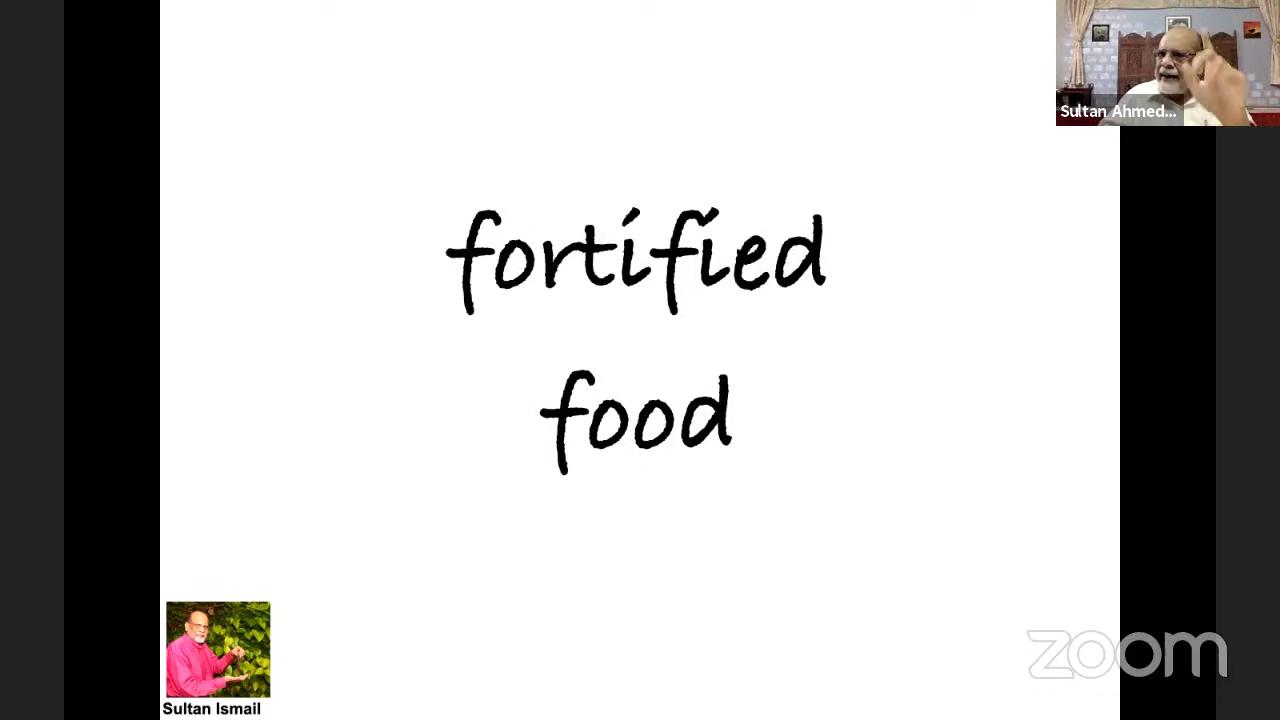 Sultan Ahmed...
fortified
food
Sultan Ismail
zoom